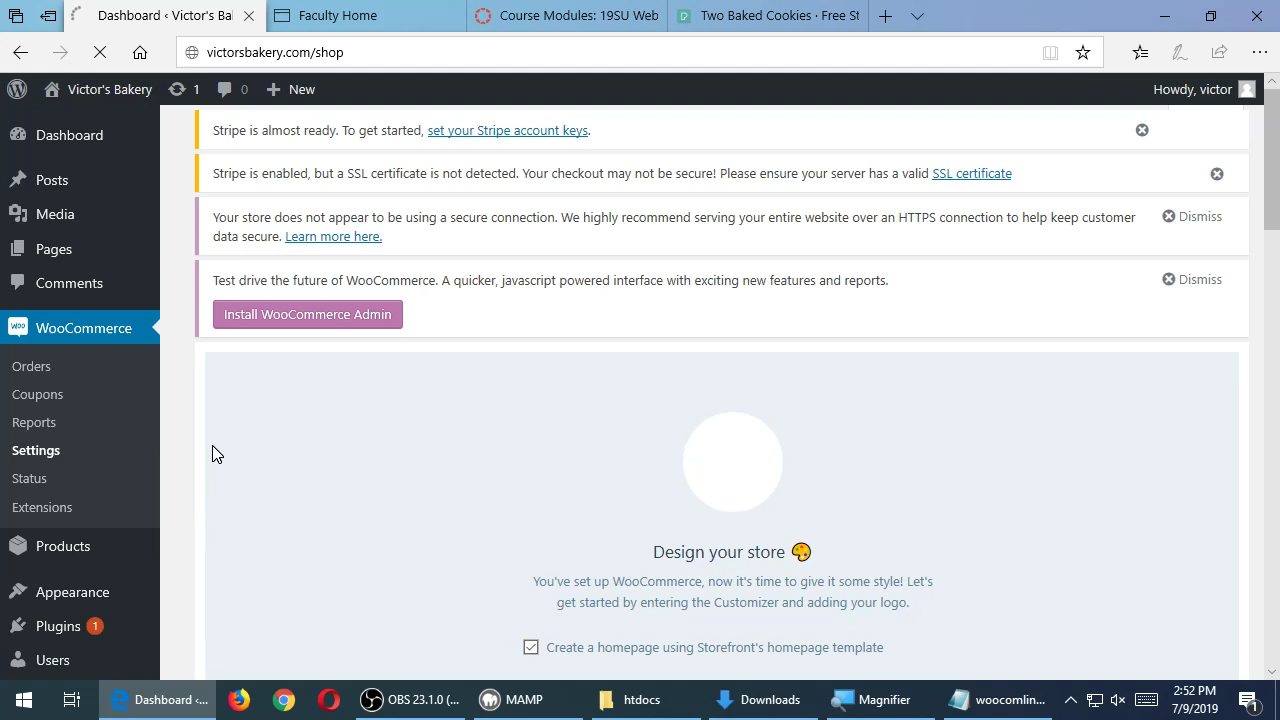 Dashboard ‹ Victor's Ba
Faculty Home
Course Modules: 19SU Web
Two Baked Cookies · Free St
victorsbakery.com/shop
Victor's Bakery
1
0
New
Howdy, victor
Dashboard
Posts
Media
Pages
Comments
WooCommerce
Orders
Coupons
Reports
Settings
Status
Extensions
Products
Appearance
Plugins 1
Users
Stripe is almost ready. To get started, set your Stripe account keys.
Stripe is enabled, but a SSL certificate is not detected. Your checkout may not be secure! Please ensure your server has a valid SSL certificate
Your store does not appear to be using a secure connection. We highly recommend serving your entire website over an HTTPS connection to help keep customer
data secure. Learn more here.
Dismiss
Test drive the future of WooCommerce. A quicker, javascript powered interface with exciting new features and reports.
Dismiss
Install WooCommerce Admin
Design your store
You've set up WooCommerce, now it's time to give it some style! Let's
get started by entering the Customizer and adding your logo.
Create a homepage using Storefront's homepage template
Dashboard ‹...
OBS 23.1.0 (...
MAMP
htdocs
Downloads
Magnifier
woocomlin...
2:52 PM
7/9/2019
1